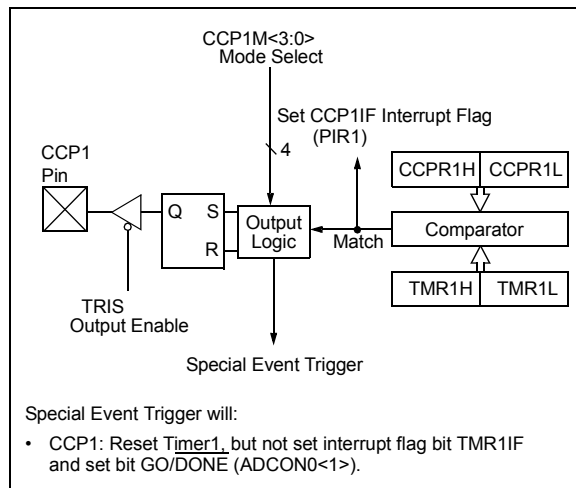 CCP1M<3:0>
Mode Select
Set CCP1IF Interrupt Flag
(PIR1)
4
CCP1
Pin
CCPR1H CCPR1L
Q S
R
Output
Logic
Match
Comparator
TRIS
Output Enable
TMR1H TMR1L
Special Event Trigger
Special Event Trigger will:
• CCP1: Reset Timer1, but not set interrupt flag bit TMR1IF
and set bit GO/DONE (ADCON0<1>).